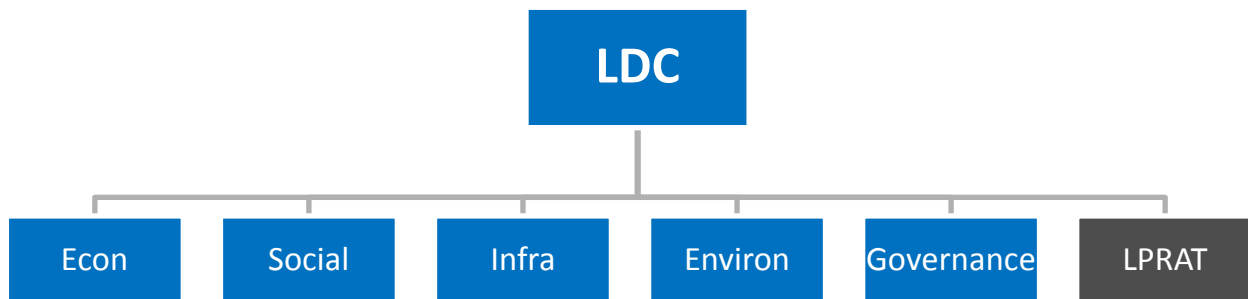 LDC
Econ
Social
Infra
Environ
Governance
LPRAT